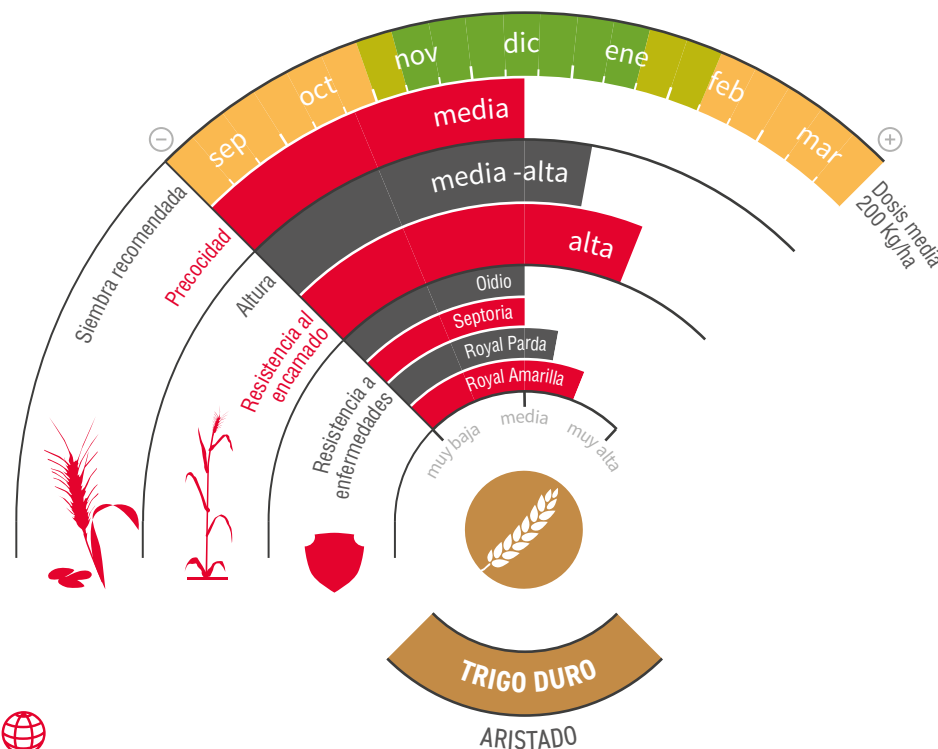 sep
oct
nov
dic
ene
feb
mar
−
+
Siembra recomendada
Dosis media
200 Kg/ha
Precocidad
media
Altura
media -alta
Resistencia al
encamado
alta
Resistencia a
enfermedades
Oidio
Septoria
Royal Parda
Royal Amarilla
muy baja
media
muy alta
TRIGO DURO
ARISTADO